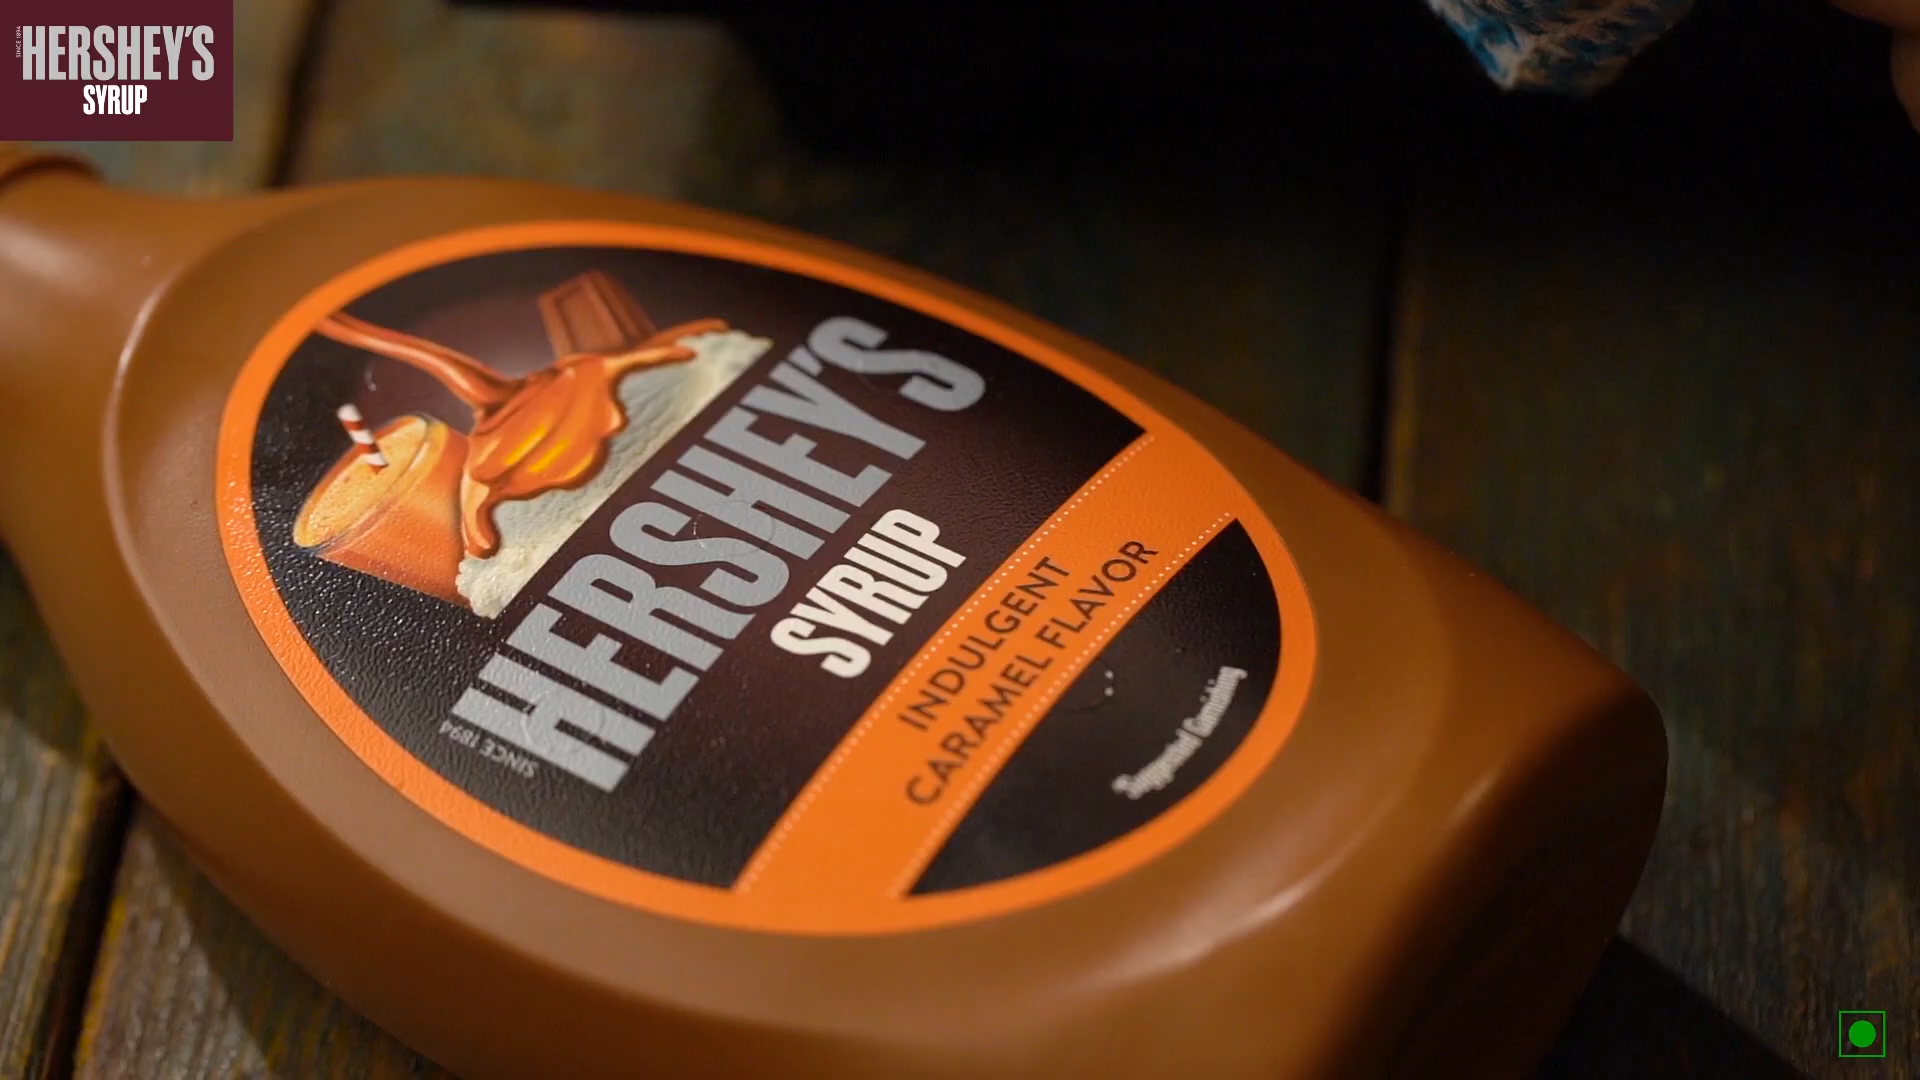 SINCE 1894
HERSHEY'S
SYRUP
HERSHEY'S
SINCE 1894
SYRUP
INDULGENT
CARAMEL FLAVOR